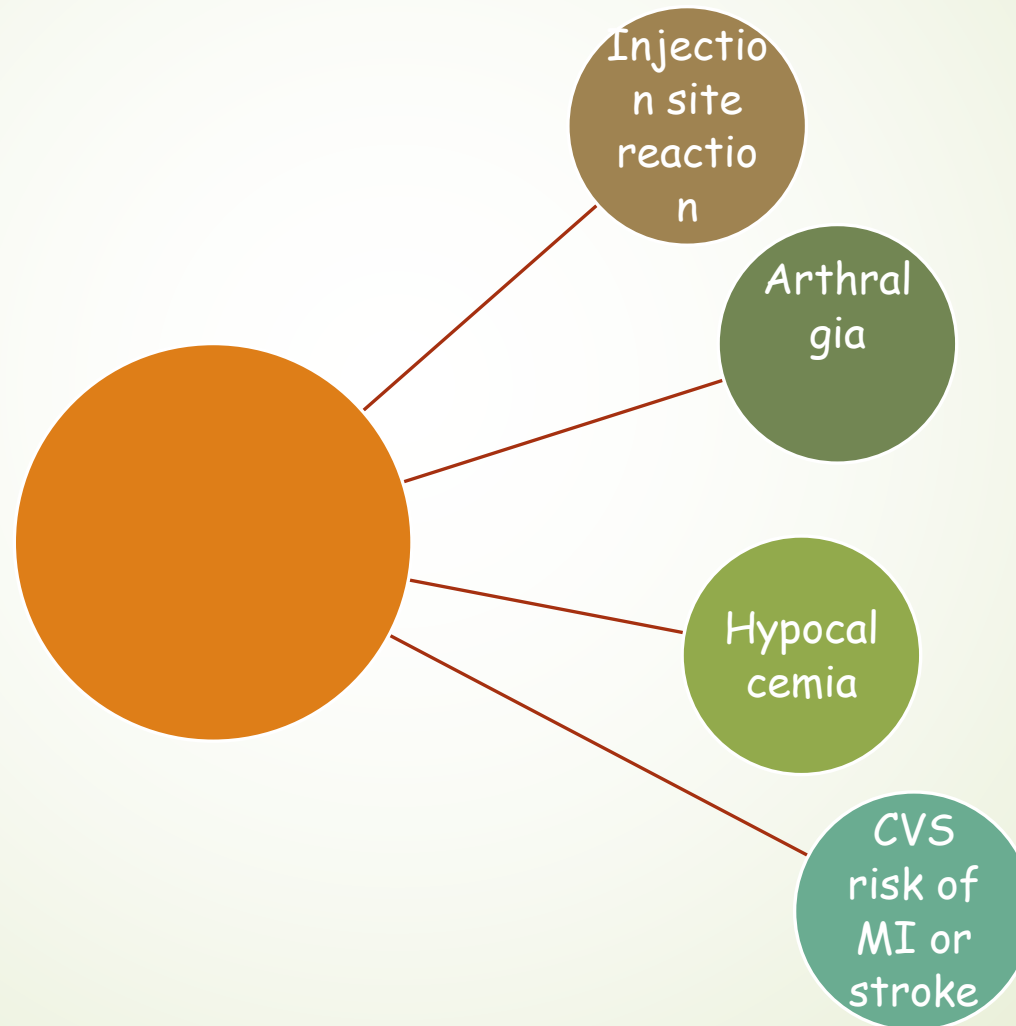 Injectio
n site
reactio
n
Arthral
gia
Hypocal
cemia
CVS
risk of
MI or
stroke